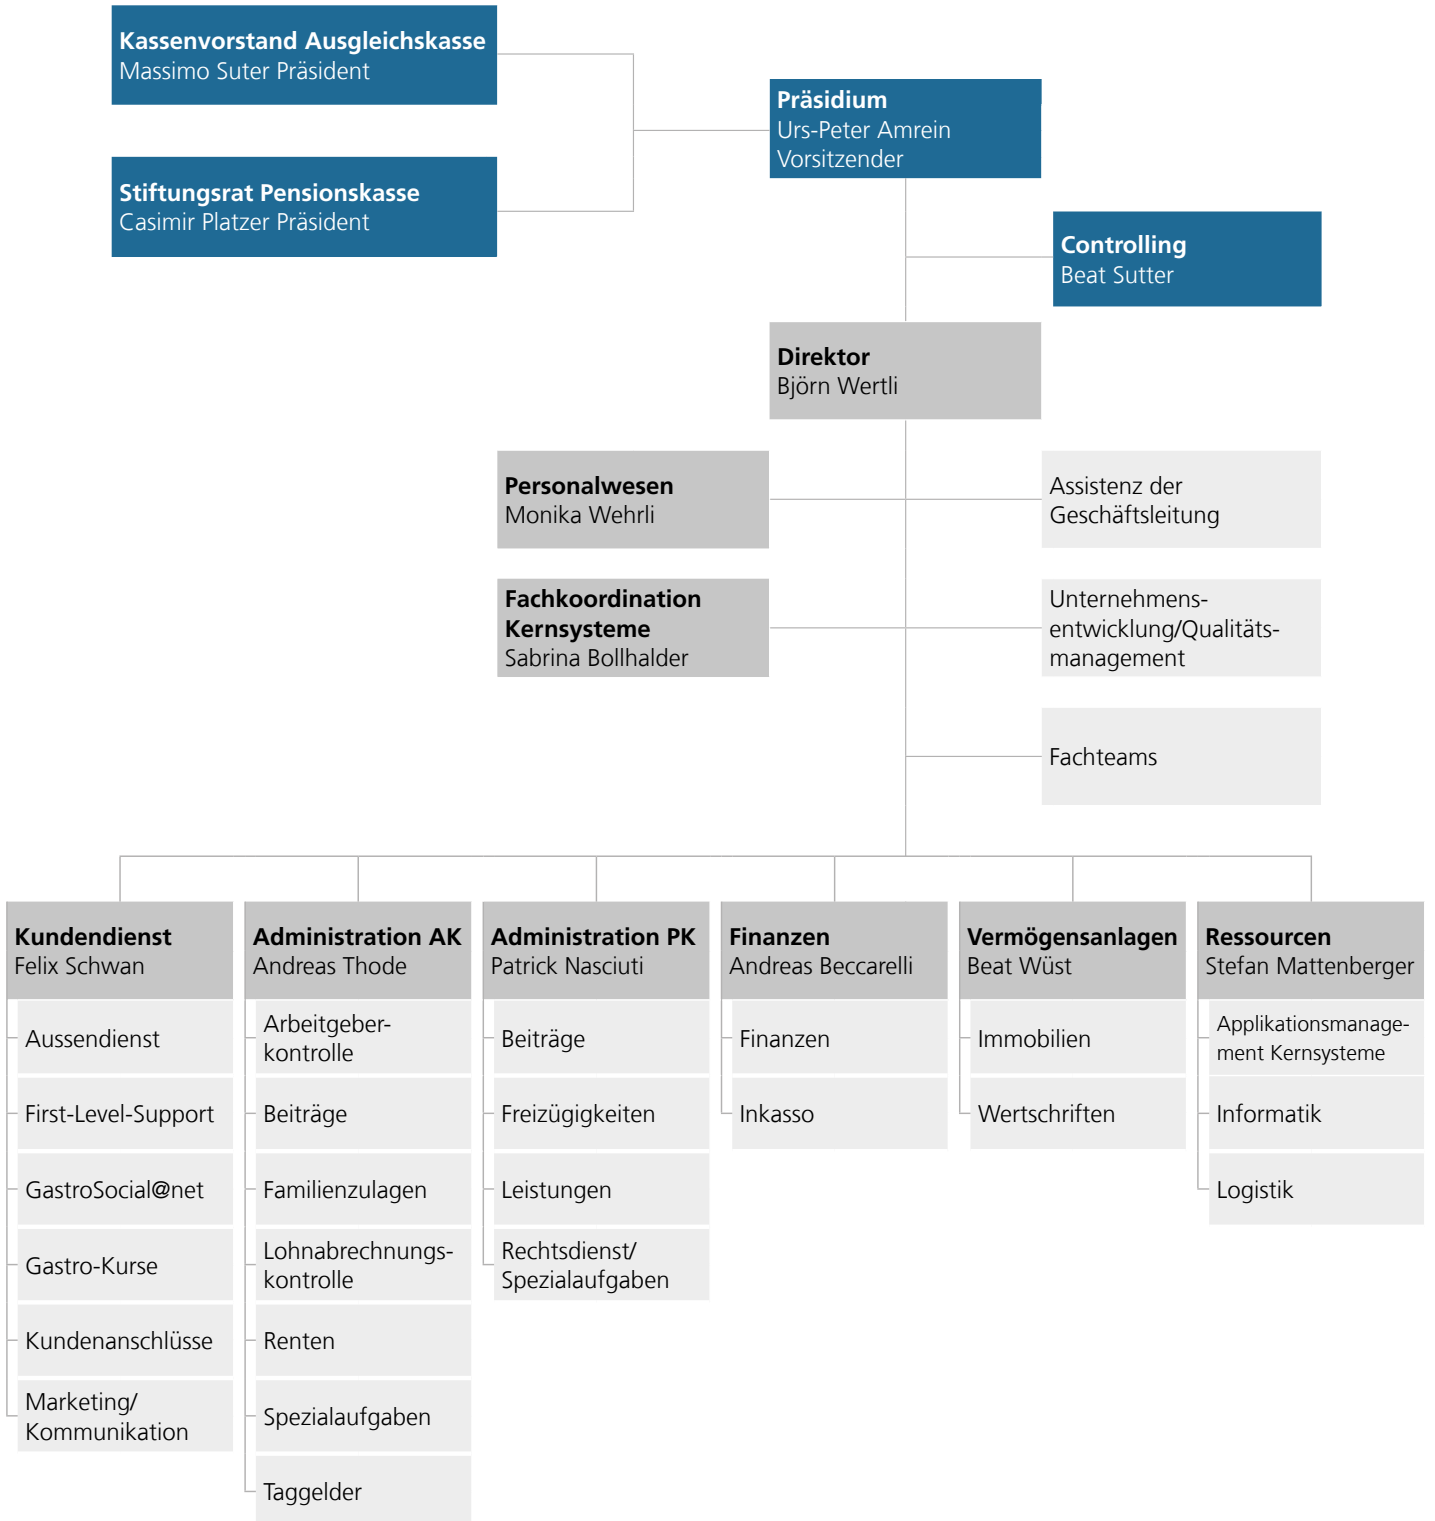 Kassenvorstand Ausgleichskasse
Massimo Suter Präsident
Stiftungsrat Pensionskasse
Casimir Platzer Präsident
Präsidium
Urs-Peter Amrein
Vorsitzender
Controlling
Beat Sutter
Direktor
Björn Wertli
Personalwesen
Monika Wehrli
Assistenz der
Geschäftsleitung
Fachkoordination
Kernsysteme
Sabrina Bollhalder
Unternehmens-
entwicklung/Qualitäts-
management
Fachteams
Kundendienst
Felix Schwan
Aussendienst
First-Level-Support
GastroSocial@net
Gastro-Kurse
Kundenanschlüsse
Marketing/
Kommunikation
Administration AK
Andreas Thode
Arbeitgeber-
kontrolle
Beiträge
Familienzulagen
Lohnabrechnungs-
kontrolle
Renten
Spezialaufgaben
Taggelder
Administration PK
Patrick Nasciuti
Beiträge
Freizügigkeiten
Leistungen
Rechtsdienst/
Spezialaufgaben
Finanzen
Andreas Beccarelli
Finanzen
Inkasso
Vermögensanlagen
Beat Wüst
Immobilien
Wertschriften
Ressourcen
Stefan Mattenberger
Applikationsmanage-
ment Kernsysteme
Informatik
Logistik